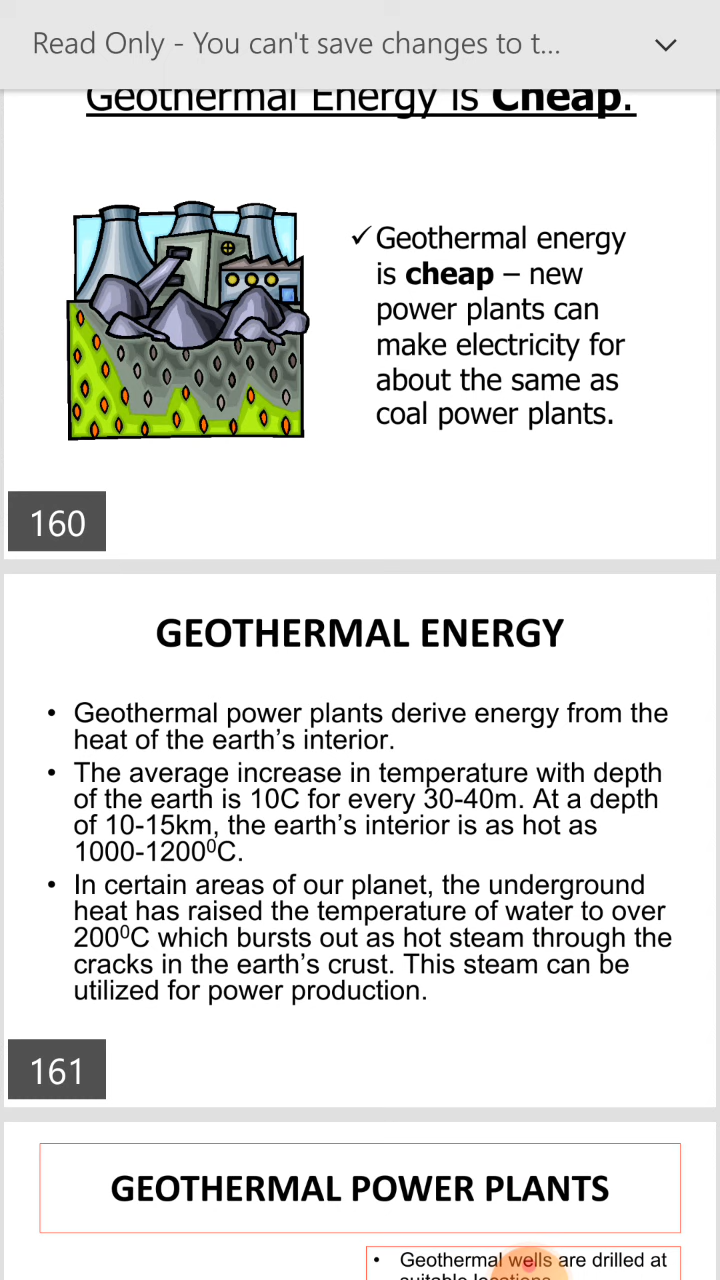 Read Only - You can't save changes to t...
Geothermal Energy is Cheap.
✓ Geothermal energy
is cheap – new
power plants can
make electricity for
about the same as
coal power plants.
160
GEOTHERMAL ENERGY
• Geothermal power plants derive energy from the
heat of the earth's interior.
• The average increase in temperature with depth
of the earth is 10C for every 30-40m. At a depth
of 10-15km, the earth's interior is as hot as
1000-1200⁰C.
• In certain areas of our planet, the underground
heat has raised the temperature of water to over
200⁰C which bursts out as hot steam through the
cracks in the earth's crust. This steam can be
utilized for power production.
161
GEOTHERMAL POWER PLANTS
• Geothermal wells are drilled at